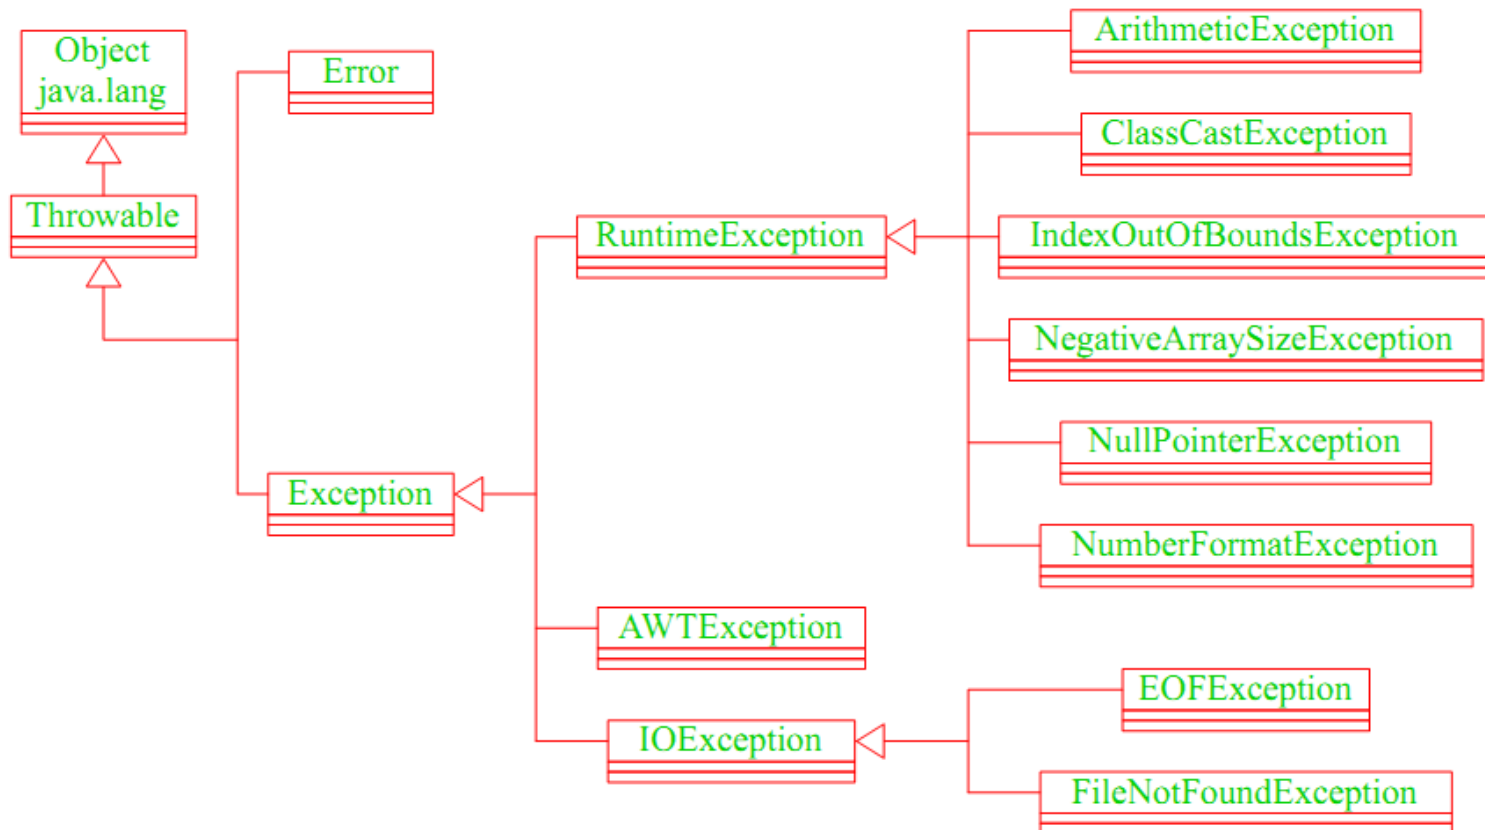 Object
java.lang
Throwable
Error
Exception
RuntimeException
AWTException
IOException
ArithmeticException
ClassCastException
IndexOutOfBoundsException
NegativeArraySizeException
NullPointerException
NumberFormatException
EOFException
FileNotFoundException